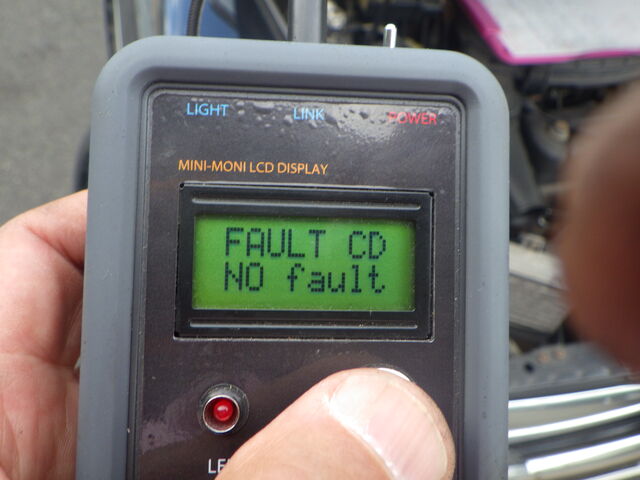 LIGHT LINK POWER
MINI-MONI LCD DISPLAY
FAULT CD
NO fault